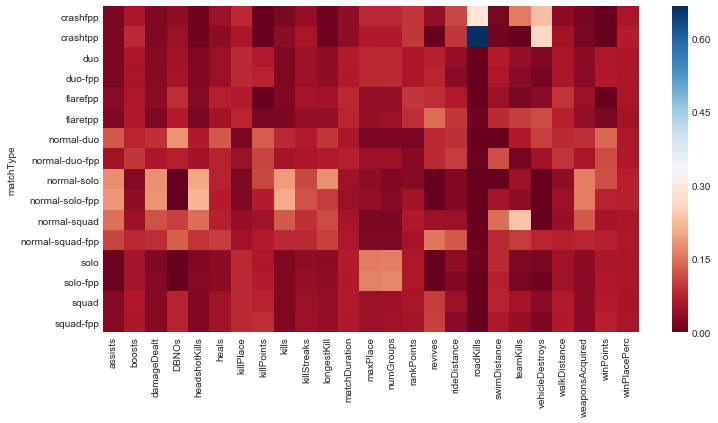 matchType
crashfpp
crashtpp
duo
duo-fpp
flarefpp
flaretpp
normal-duo
normal-duo-fpp
normal-solo
normal-solo-fpp
normal-squad
normal-squad-fpp
solo
solo-fpp
squad
squad-fpp
assists
boosts
damageDealt
DBNOs
headshotKills
heals
killPlace
killPoints
kills
killStreaks
longestKill
matchDuration
maxPlace
numGroups
rankPoints
revives
rideDistance
roadKills
swimDistance
teamKills
vehicleDestroys
walkDistance
weaponsAcquired
winPoints
winPlacePerc
0.60
0.45
0.30
0.15
0.00